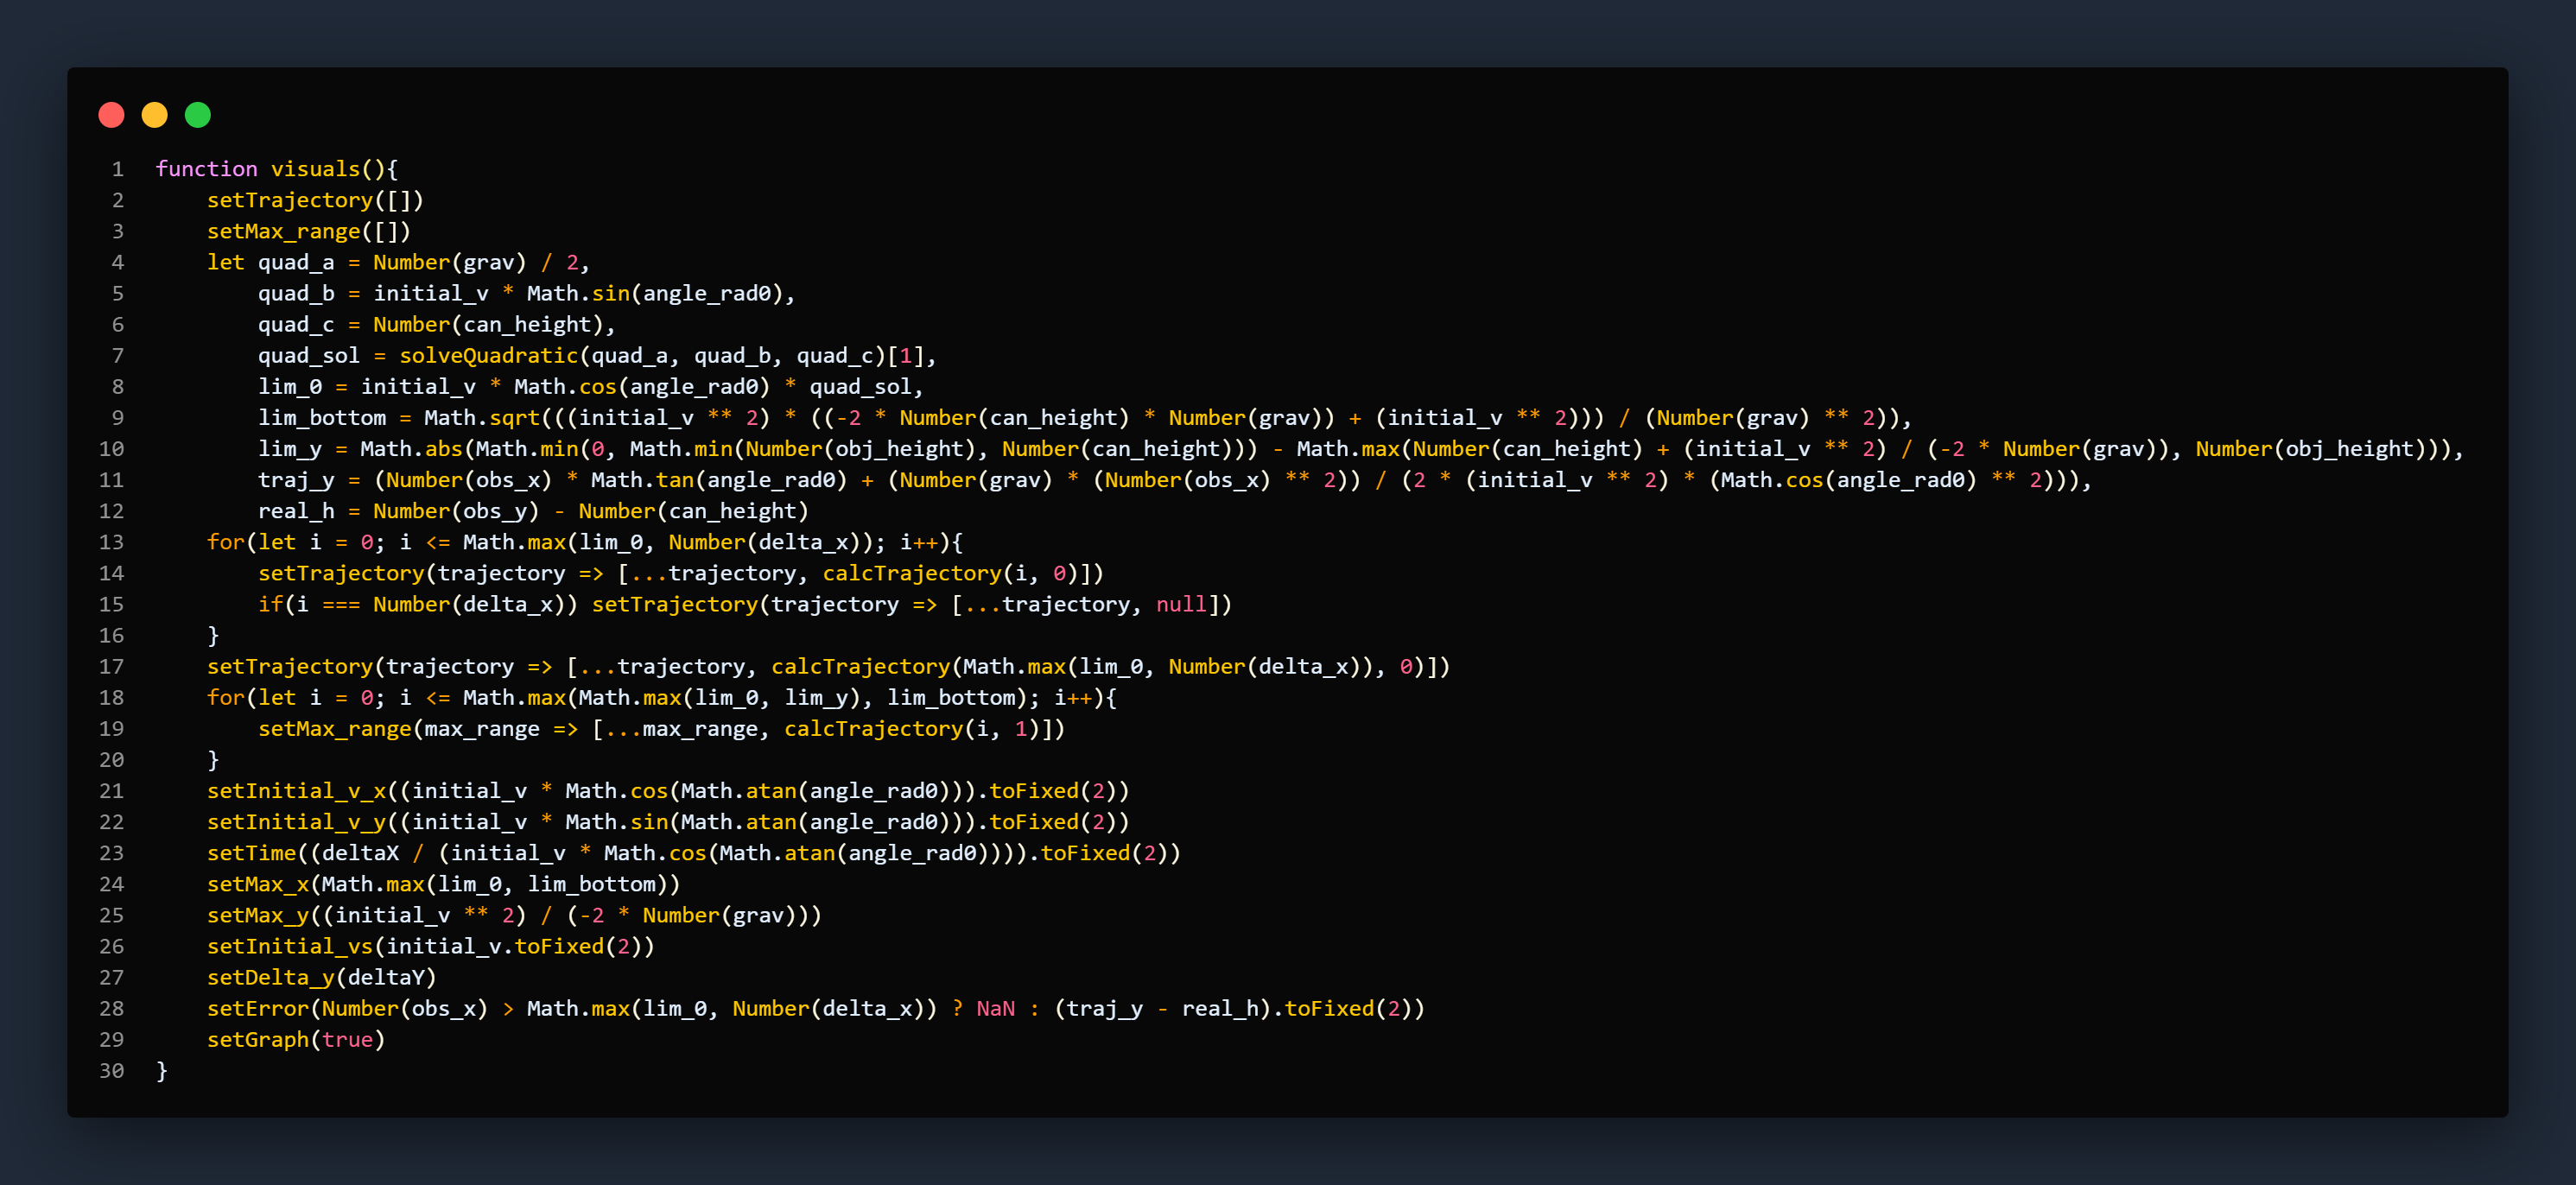 1 function visuals(){
2     setTrajectory([])
3     setMax_range([])
4     let quad_a = Number(grav) / 2,
5         quad_b = initial_v * Math.sin(angle_rad0),
6         quad_c = Number(can_height),
7         quad_sol = solveQuadratic(quad_a, quad_b, quad_c)[1],
8         lim_0 = initial_v * Math.cos(angle_rad0) * quad_sol,
9         lim_bottom = Math.sqrt(((initial_v ** 2) * ((-2 * Number(can_height) * Number(grav)) + (initial_v ** 2))) / (Number(grav) ** 2)),
10         lim_y = Math.abs(Math.min(0, Math.min(Number(obj_height), Number(can_height))) - Math.max(Number(can_height) + (initial_v ** 2) / (-2 * Number(grav)), Number(obj_height))),
11         traj_y = (Number(obs_x) * Math.tan(angle_rad0) + (Number(grav) * (Number(obs_x) ** 2)) / (2 * (initial_v ** 2) * (Math.cos(angle_rad0) ** 2))),
12         real_h = Number(obs_y) - Number(can_height)
13     for(let i = 0; i <= Math.max(lim_0, Number(delta_x)); i++){
14         setTrajectory(trajectory => [...trajectory, calcTrajectory(i, 0)])
15         if(i === Number(delta_x)) setTrajectory(trajectory => [...trajectory, null])
16     }
17     setTrajectory(trajectory => [...trajectory, calcTrajectory(Math.max(lim_0, Number(delta_x)), 0)])
18     for(let i = 0; i <= Math.max(Math.max(lim_0, lim_y), lim_bottom); i++){
19         setMax_range(max_range => [...max_range, calcTrajectory(i, 1)])
20     }
21     setInitial_v_x((initial_v * Math.cos(Math.atan(angle_rad0))).toFixed(2))
22     setInitial_v_y((initial_v * Math.sin(Math.atan(angle_rad0))).toFixed(2))
23     setTime((deltaX / (initial_v * Math.cos(Math.atan(angle_rad0)))).toFixed(2))
24     setMax_x(Math.max(lim_0, lim_bottom))
25     setMax_y((initial_v ** 2) / (-2 * Number(grav)))
26     setInitial_vs(initial_v.toFixed(2))
27     setDelta_y(deltaY)
28     setError(Number(obs_x) > Math.max(lim_0, Number(delta_x)) ? NaN : (traj_y - real_h).toFixed(2))
29     setGraph(true)
30 }